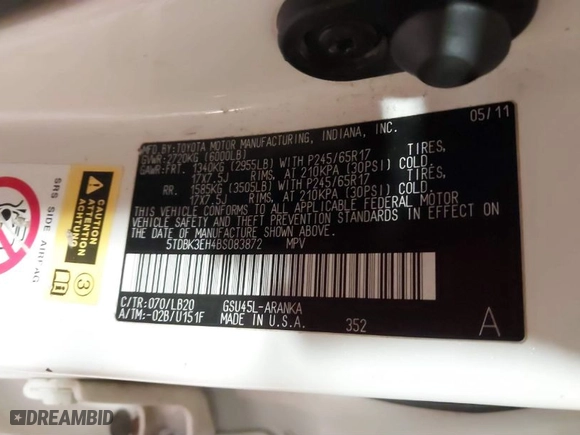 05/11
MFD.BY:TOYOTA MOTOR MANUFACTURING, INDIANA, INC.
GVWR:2720KG (6000LB)
GAWR:FRT. 1340KG (2955LB) WITH P245/65R17 TIRES,
17X7.5J RIMS, AT 210KPA (30PSI) COLD.
RR. 1585KG (3505LB) WITH P245/65R17 TIRES,
17X7.5J RIMS, AT 210KPA (30PSI) COLD.
THIS VEHICLE CONFORMS TO ALL APPLICABLE FEDERAL MOTOR
VEHICLE SAFETY AND THEFT PREVENTION STANDARDS IN EFFECT ON
THE DATE OF MANUFACTURE SHOWN ABOVE.
5TDBK3EH4BS083872 MPV
C/TR:070/LB20 GSU45L-ARANKA
A/TM:-02B/U151F MADE IN U.S.A. 352
A
SRS SIDE AIRBAG
CAUTION
ATTENTION
ACHTUNG
3
DREAMBID